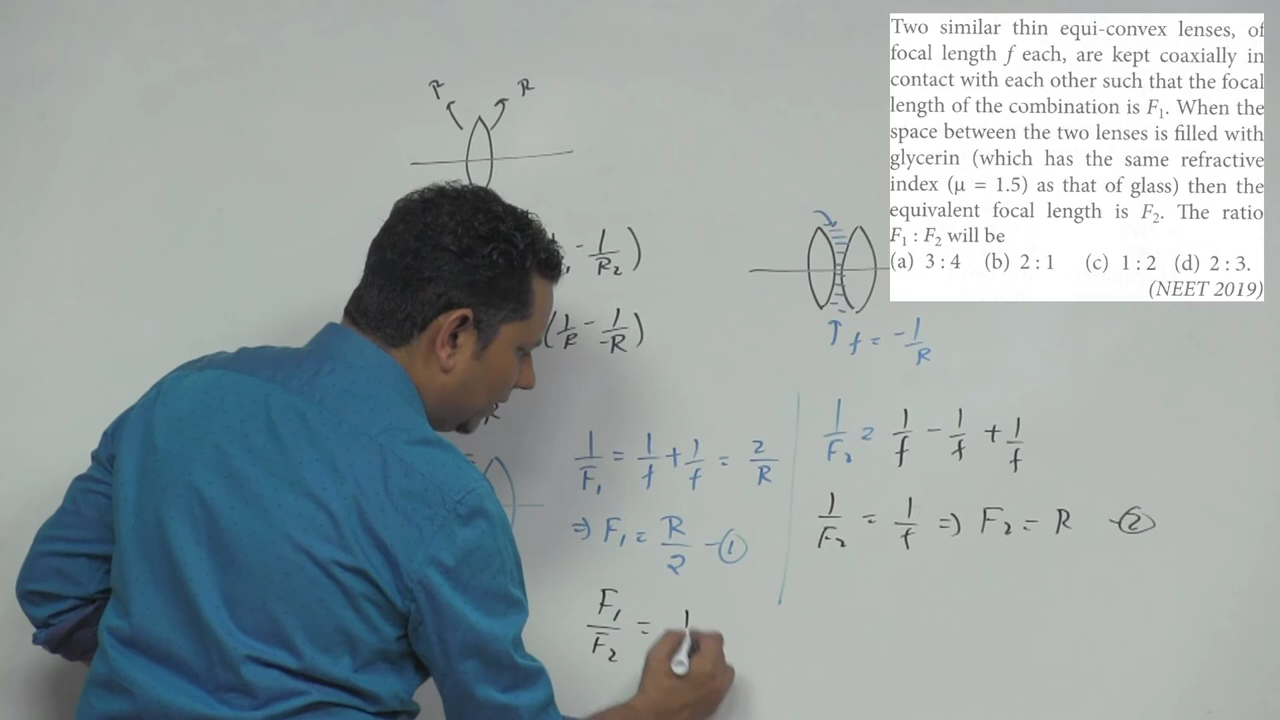 Two similar thin equi-convex lenses, of
focal length f each, are kept coaxially in
contact with each other such that the focal
length of the combination is F₁. When the
space between the two lenses is filled with
glycerin (which has the same refractive
index (μ = 1.5) as that of glass) then the
equivalent focal length is F₂. The ratio
F₁ : F₂ will be
(a) 3 : 4 (b) 2 : 1 (c) 1 : 2 (d) 2 : 3.
(NEET 2019)
R R
- 1/R₂)
(1/R - 1/-R)
R
1/F₁ = 1/f + 1/f = 2/R
⇒ F₁ = R/2 -①
F₁/F₂ = 1
f = -1/R
1/F₂ = 1/f - 1/f + 1/f
1/F₂ = 1/f ⇒ F₂ = R -②